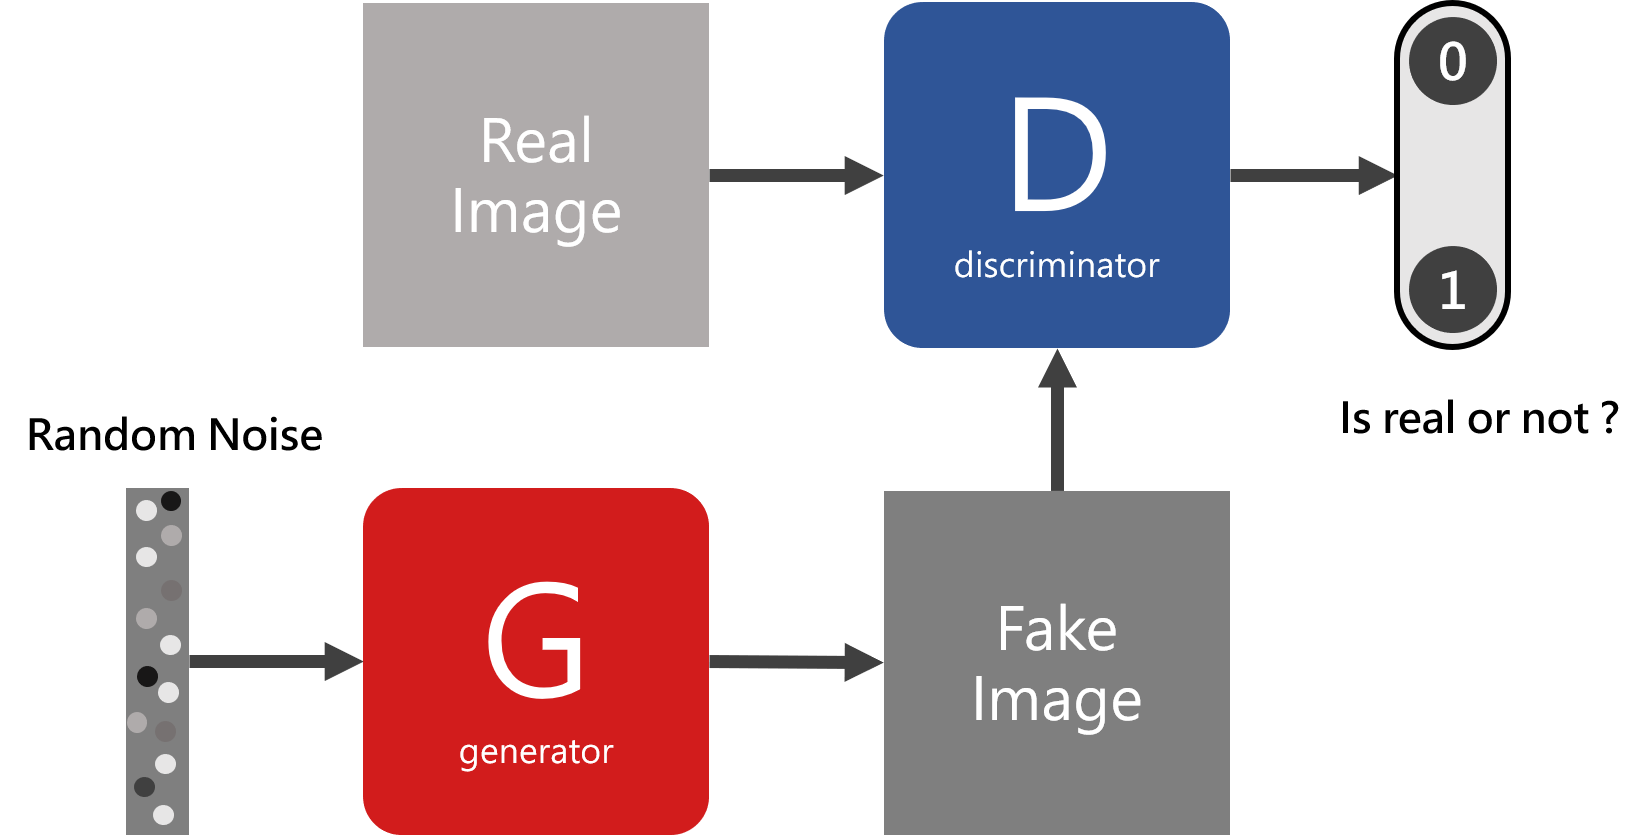 Real
Image
D
discriminator
0
1
Is real or not ?
Random Noise
G
generator
Fake
Image